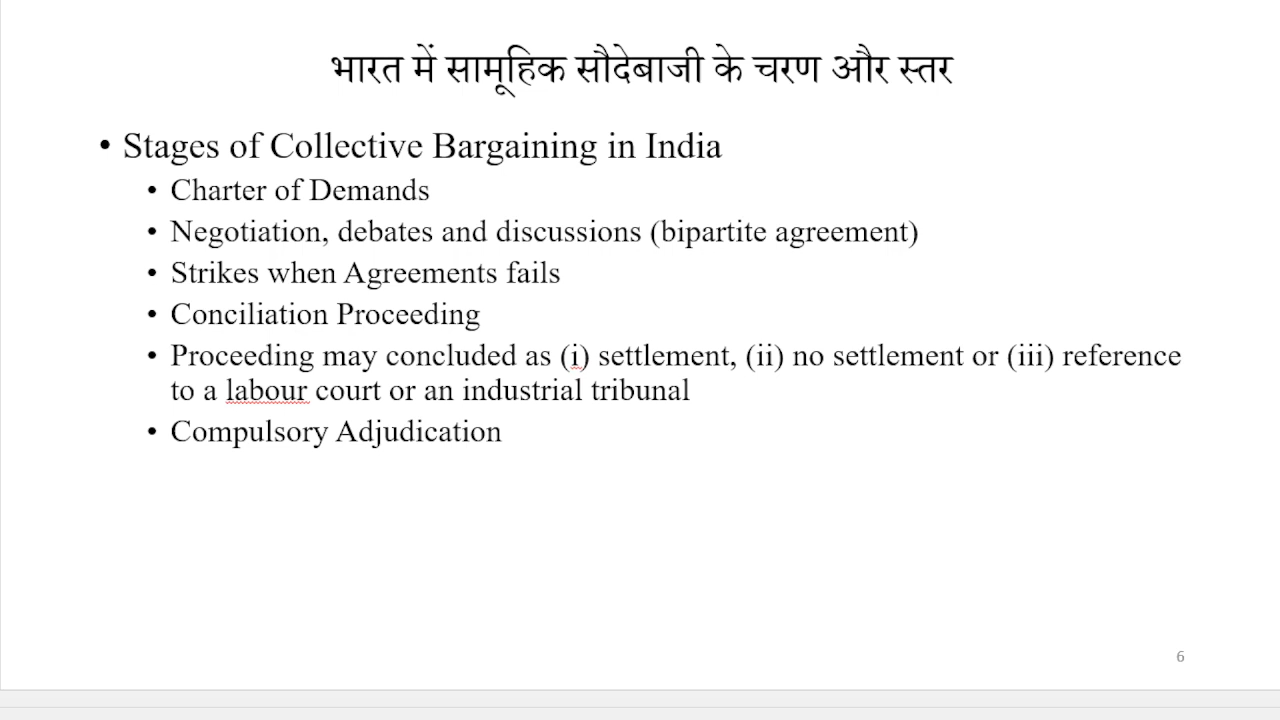 भारत में सामूहिक सौदेबाजी के चरण और स्तर
• Stages of Collective Bargaining in India
• Charter of Demands
• Negotiation, debates and discussions (bipartite agreement)
• Strikes when Agreements fails
• Conciliation Proceeding
• Proceeding may concluded as (i) settlement, (ii) no settlement or (iii) reference
to a labour court or an industrial tribunal
• Compulsory Adjudication
6